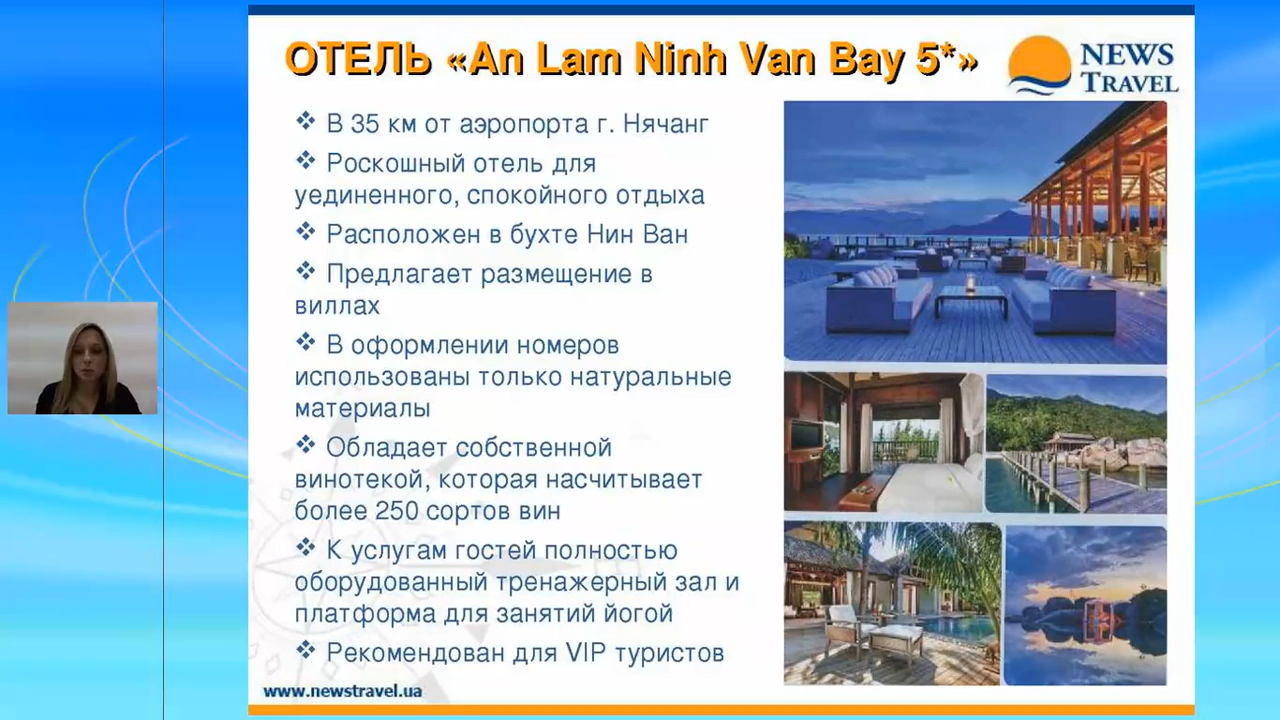 ОТЕЛЬ «An Lam Ninh Van Bay 5*»
NEWS
TRAVEL
❖ В 35 км от аэропорта г. Нячанг
❖ Роскошный отель для
уединенного, спокойного отдыха
❖ Расположен в бухте Нин Ван
❖ Предлагает размещение в
виллах
❖ В оформлении номеров
использованы только натуральные
материалы
❖ Обладает собственной
винотекой, которая насчитывает
более 250 сортов вин
❖ К услугам гостей полностью
оборудованный тренажерный зал и
платформа для занятий йогой
❖ Рекомендован для VIP туристов
www.newstravel.ua